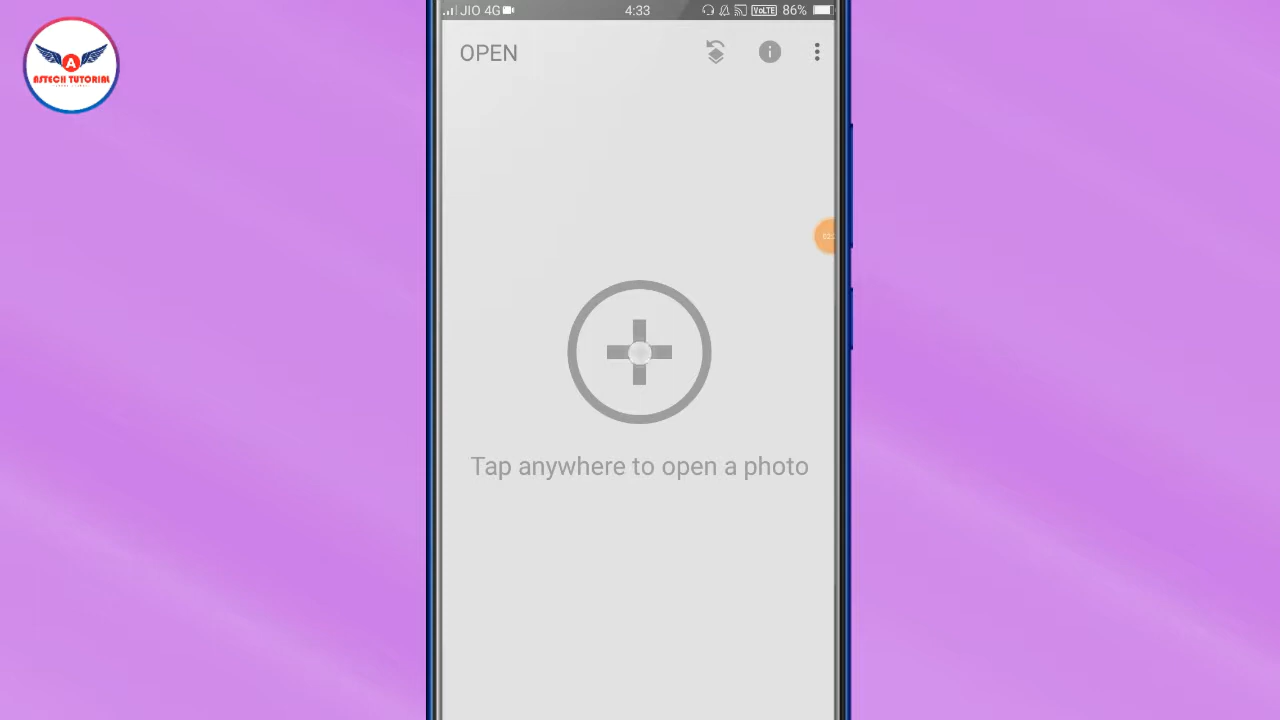 JIO 4G 4:33 VoLTE 86%
OPEN
A
ASTECH TUTORIAL
Tap anywhere to open a photo